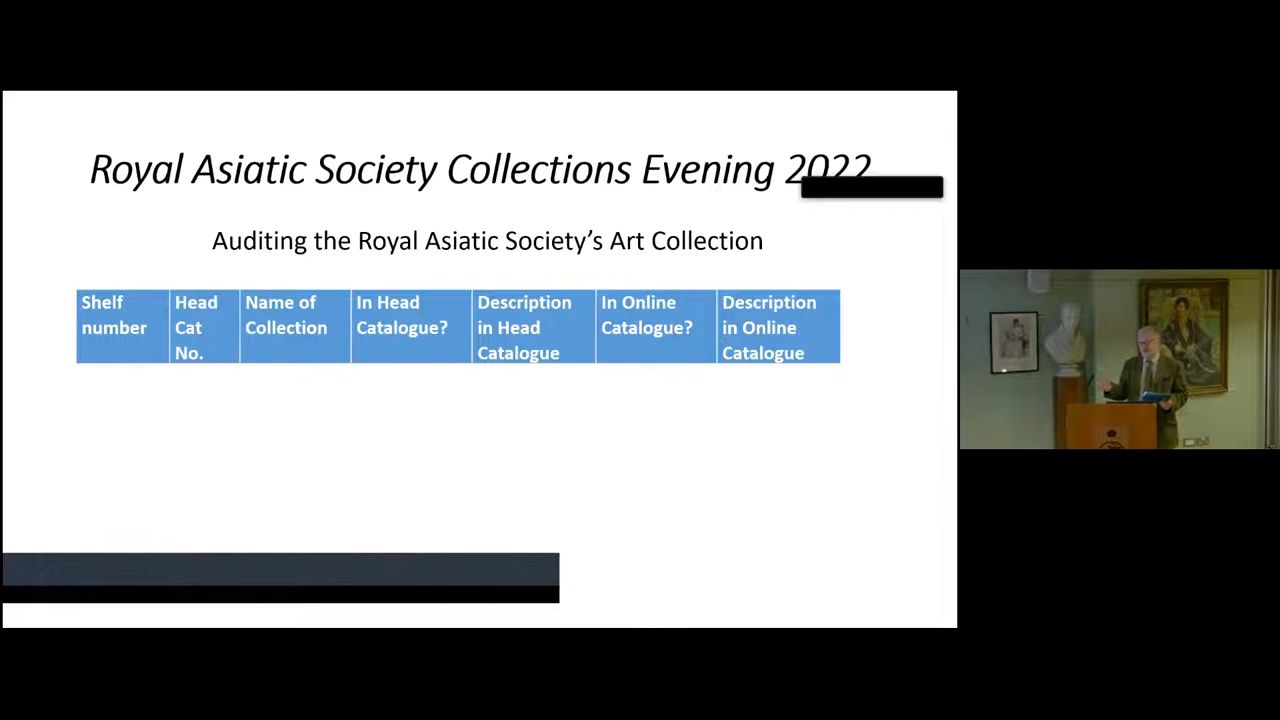 Royal Asiatic Society Collections Evening 2022
Auditing the Royal Asiatic Society’s Art Collection
Shelf number
Head Cat No.
Name of Collection
In Head Catalogue?
Description in Head Catalogue
In Online Catalogue?
Description in Online Catalogue